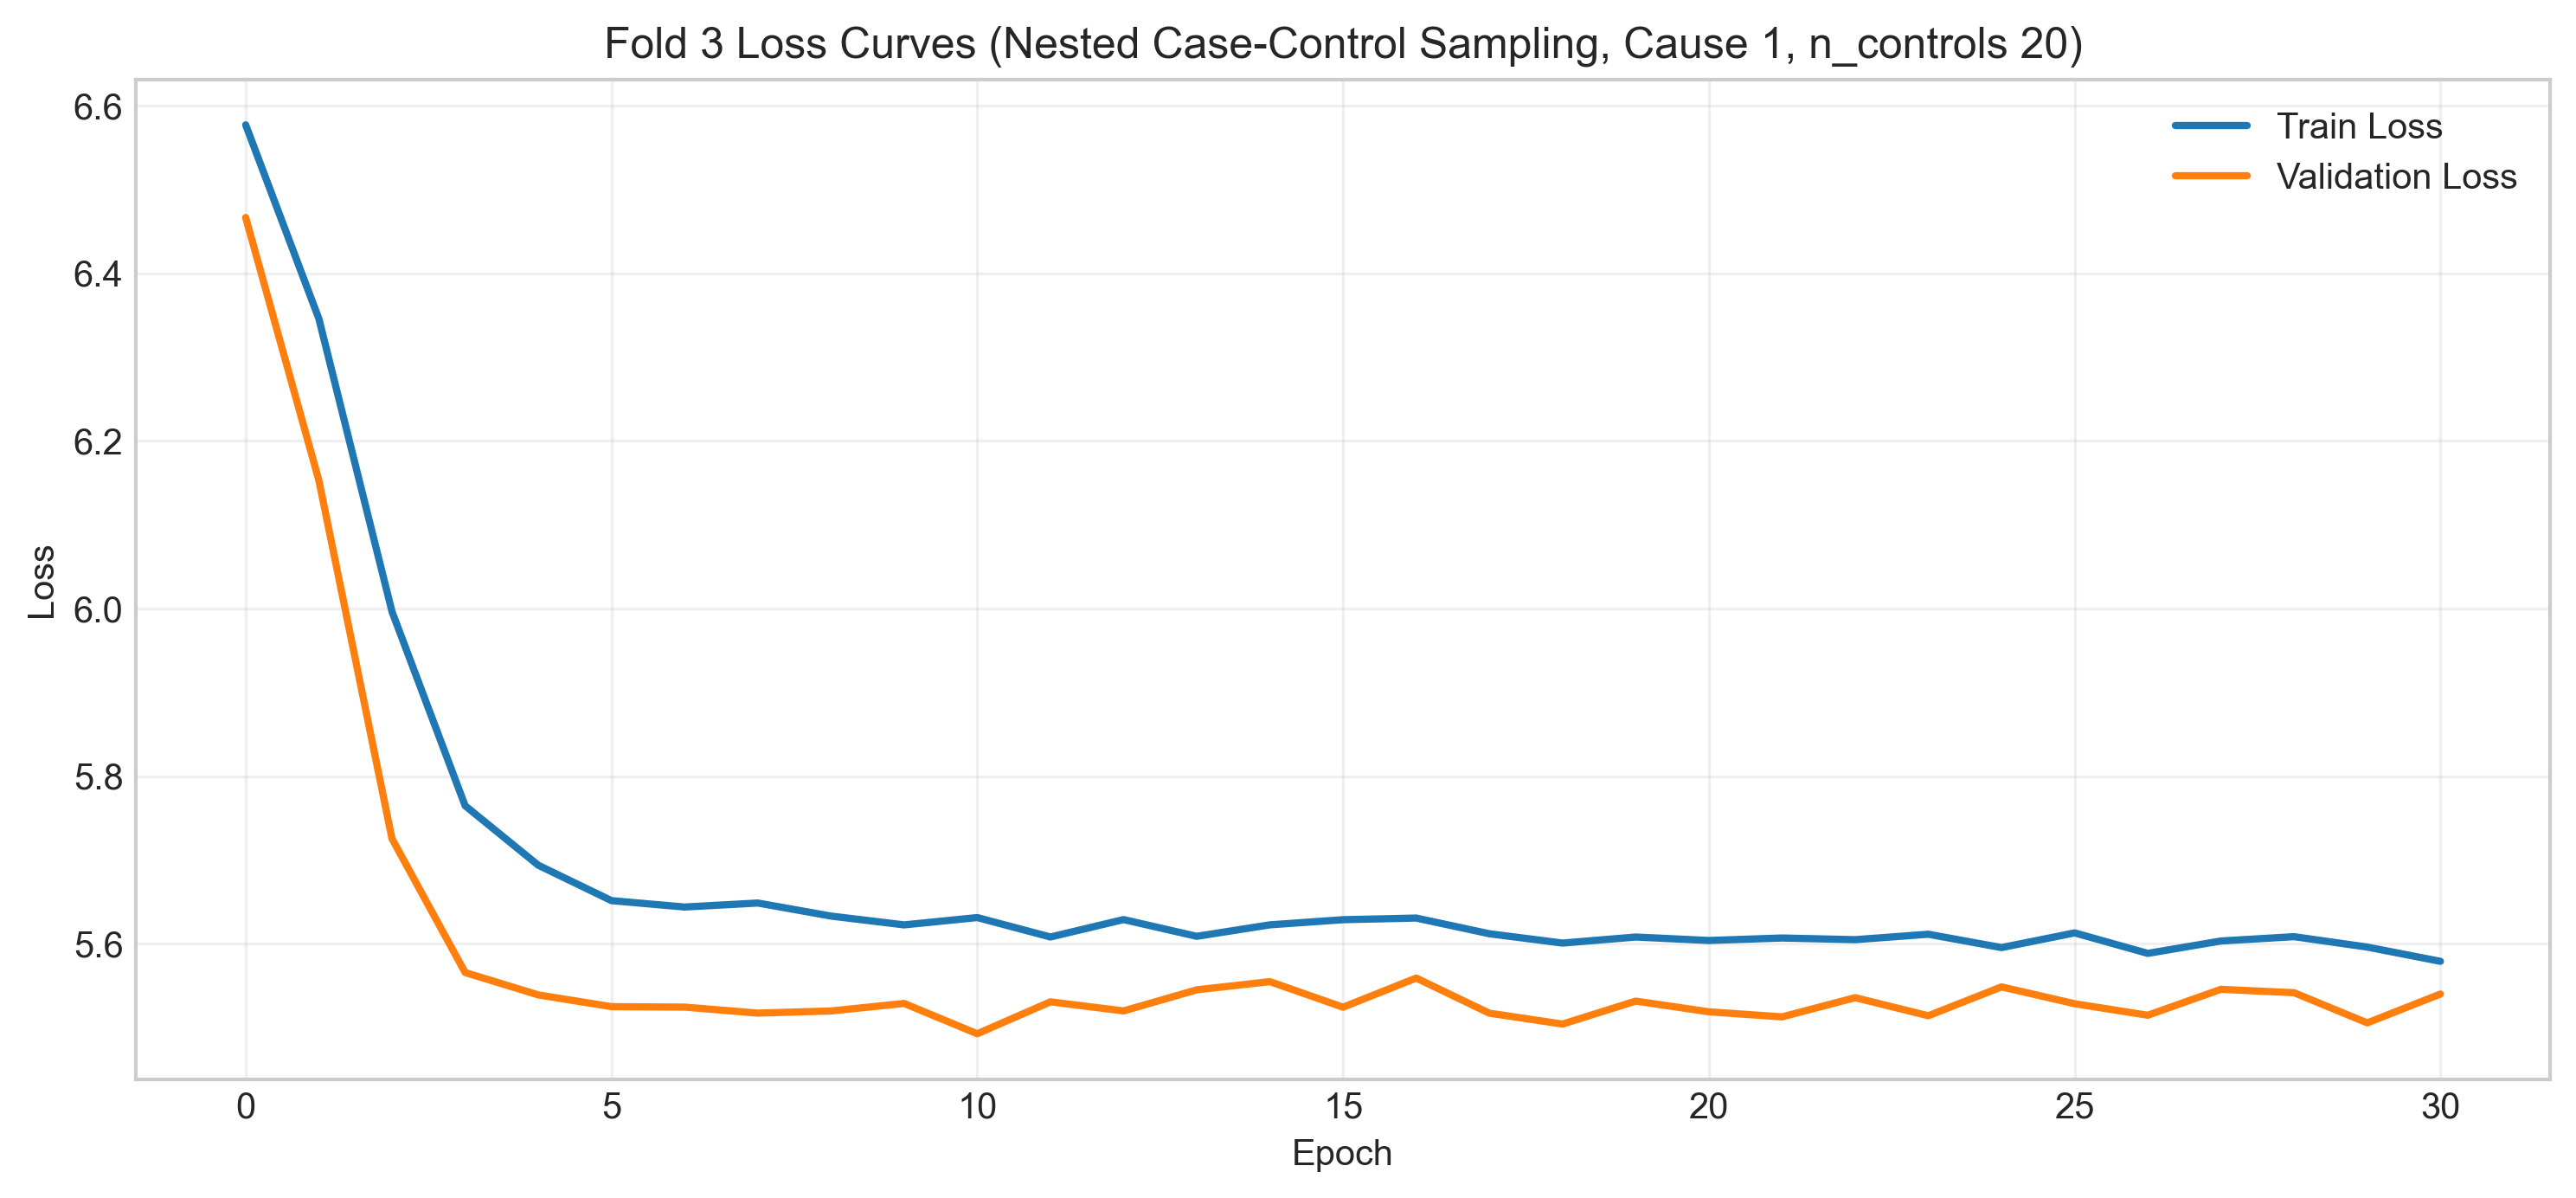 Fold 3 Loss Curves (Nested Case-Control Sampling, Cause 1, n_controls 20)
Train Loss
Validation Loss
Loss
6.6
6.4
6.2
6.0
5.8
5.6
0 5 10 15 20 25 30
Epoch